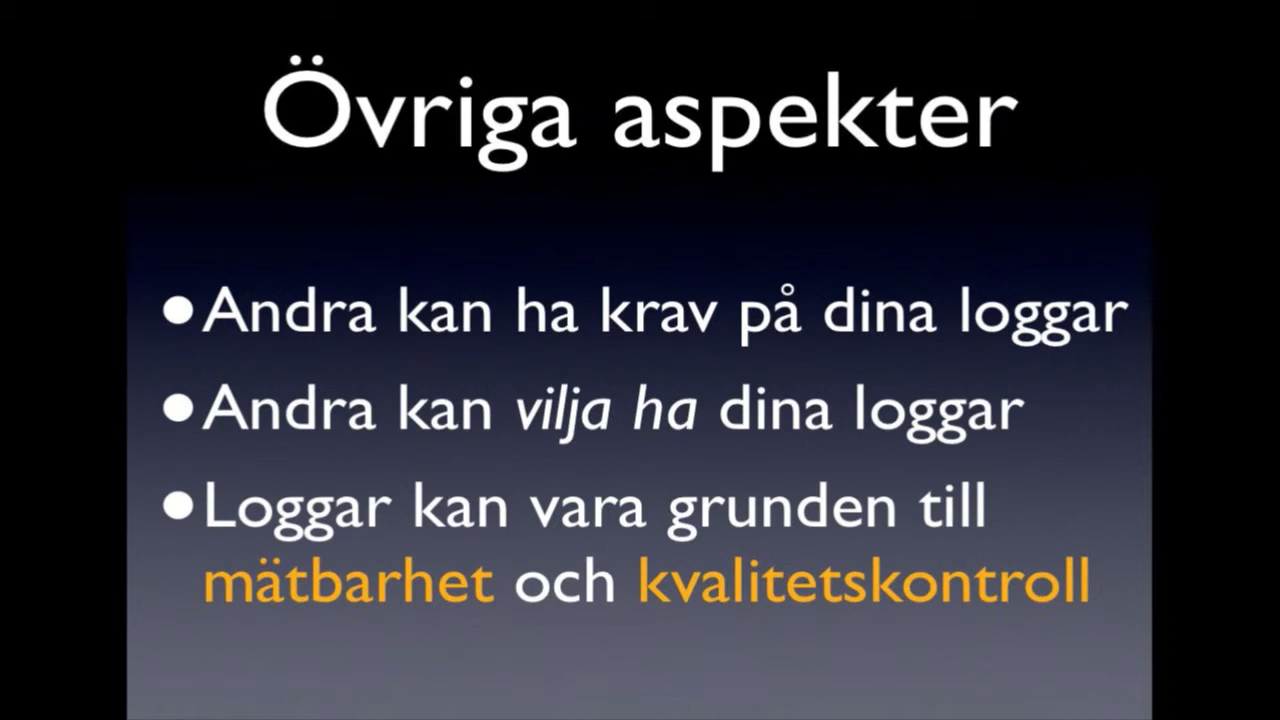 Övriga aspekter
•Andra kan ha krav på dina loggar
•Andra kan vilja ha dina loggar
•Loggar kan vara grunden till
mätbarhet och kvalitetskontroll